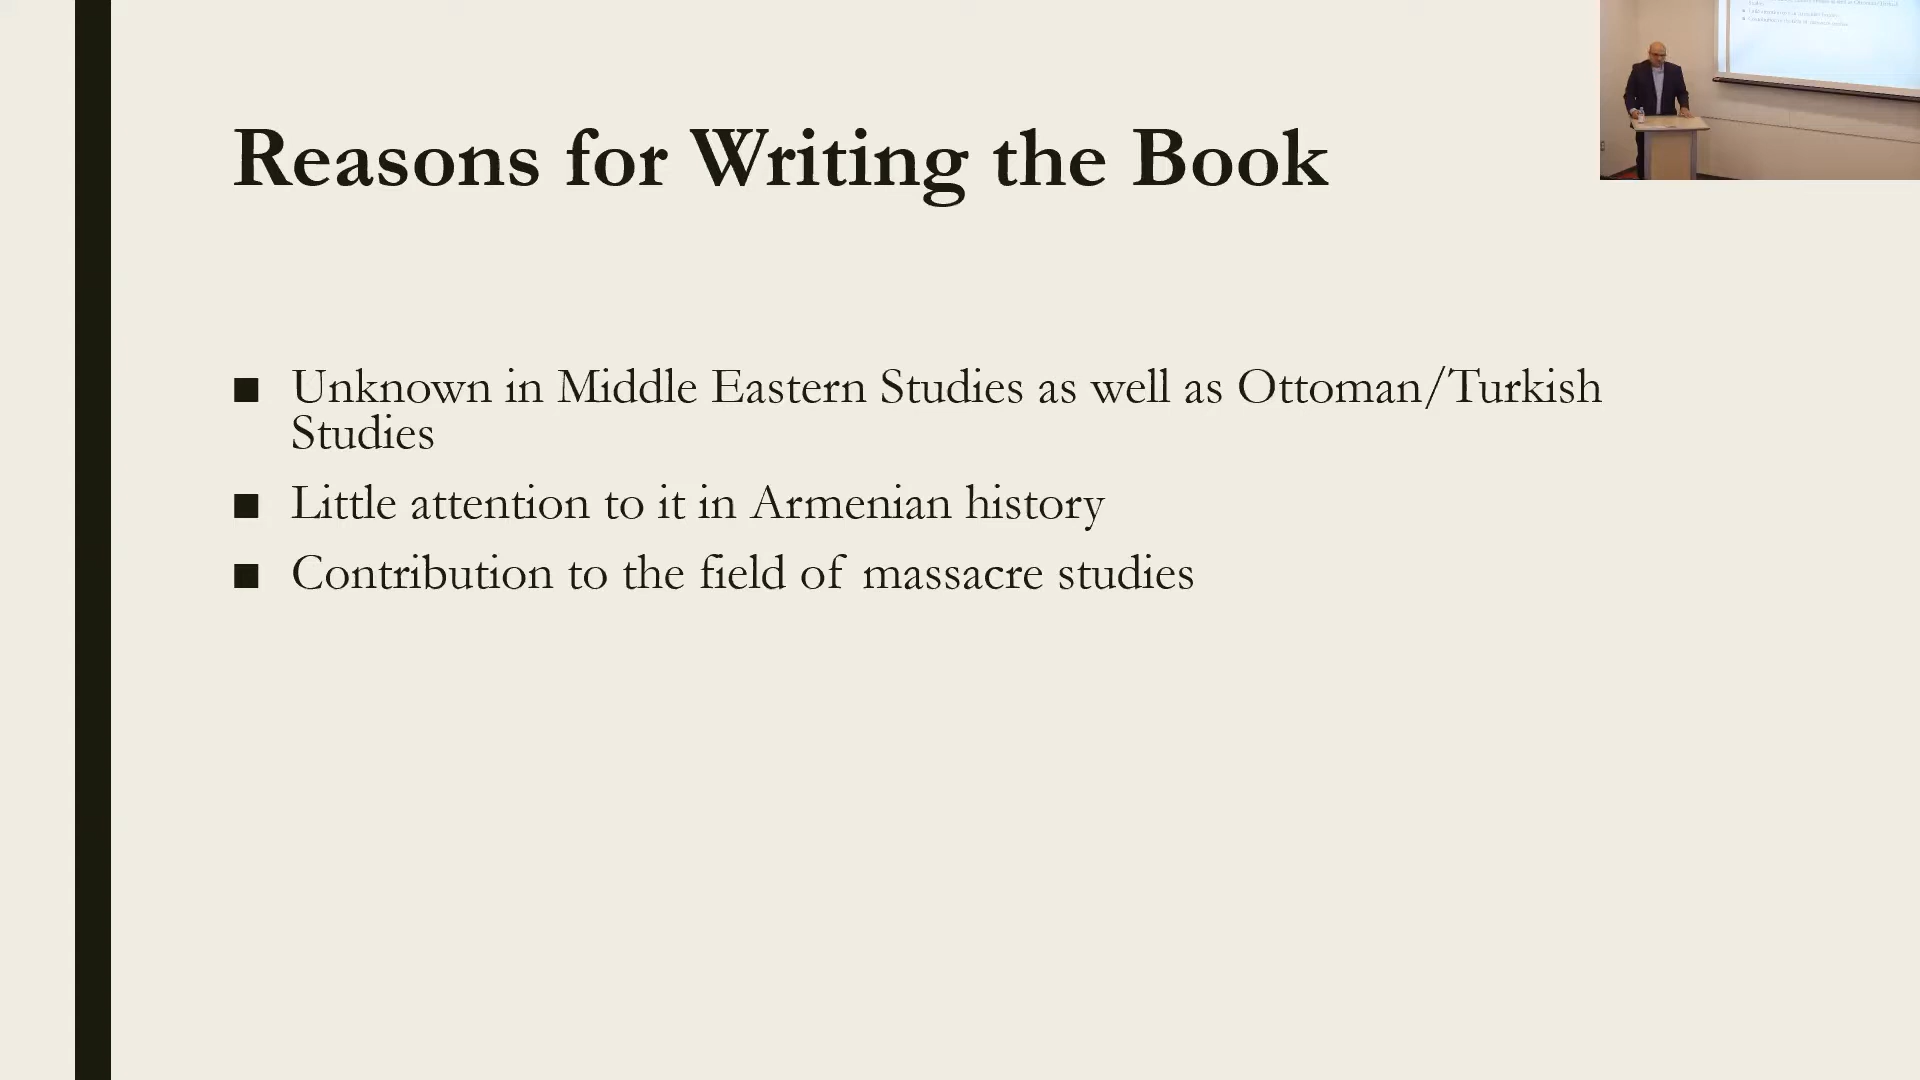 Reasons for Writing the Book
■ Unknown in Middle Eastern Studies as well as Ottoman/Turkish
Studies
■ Little attention to it in Armenian history
■ Contribution to the field of massacre studies